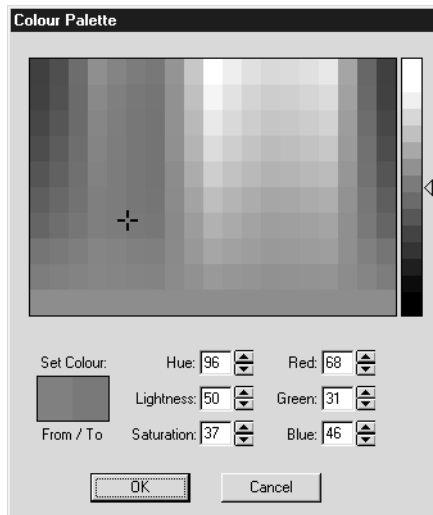 Colour Palette
Set Colour: Hue: 96 Red: 68
Lightness: 50 Green: 31
From / To Saturation: 37 Blue: 46
OK Cancel